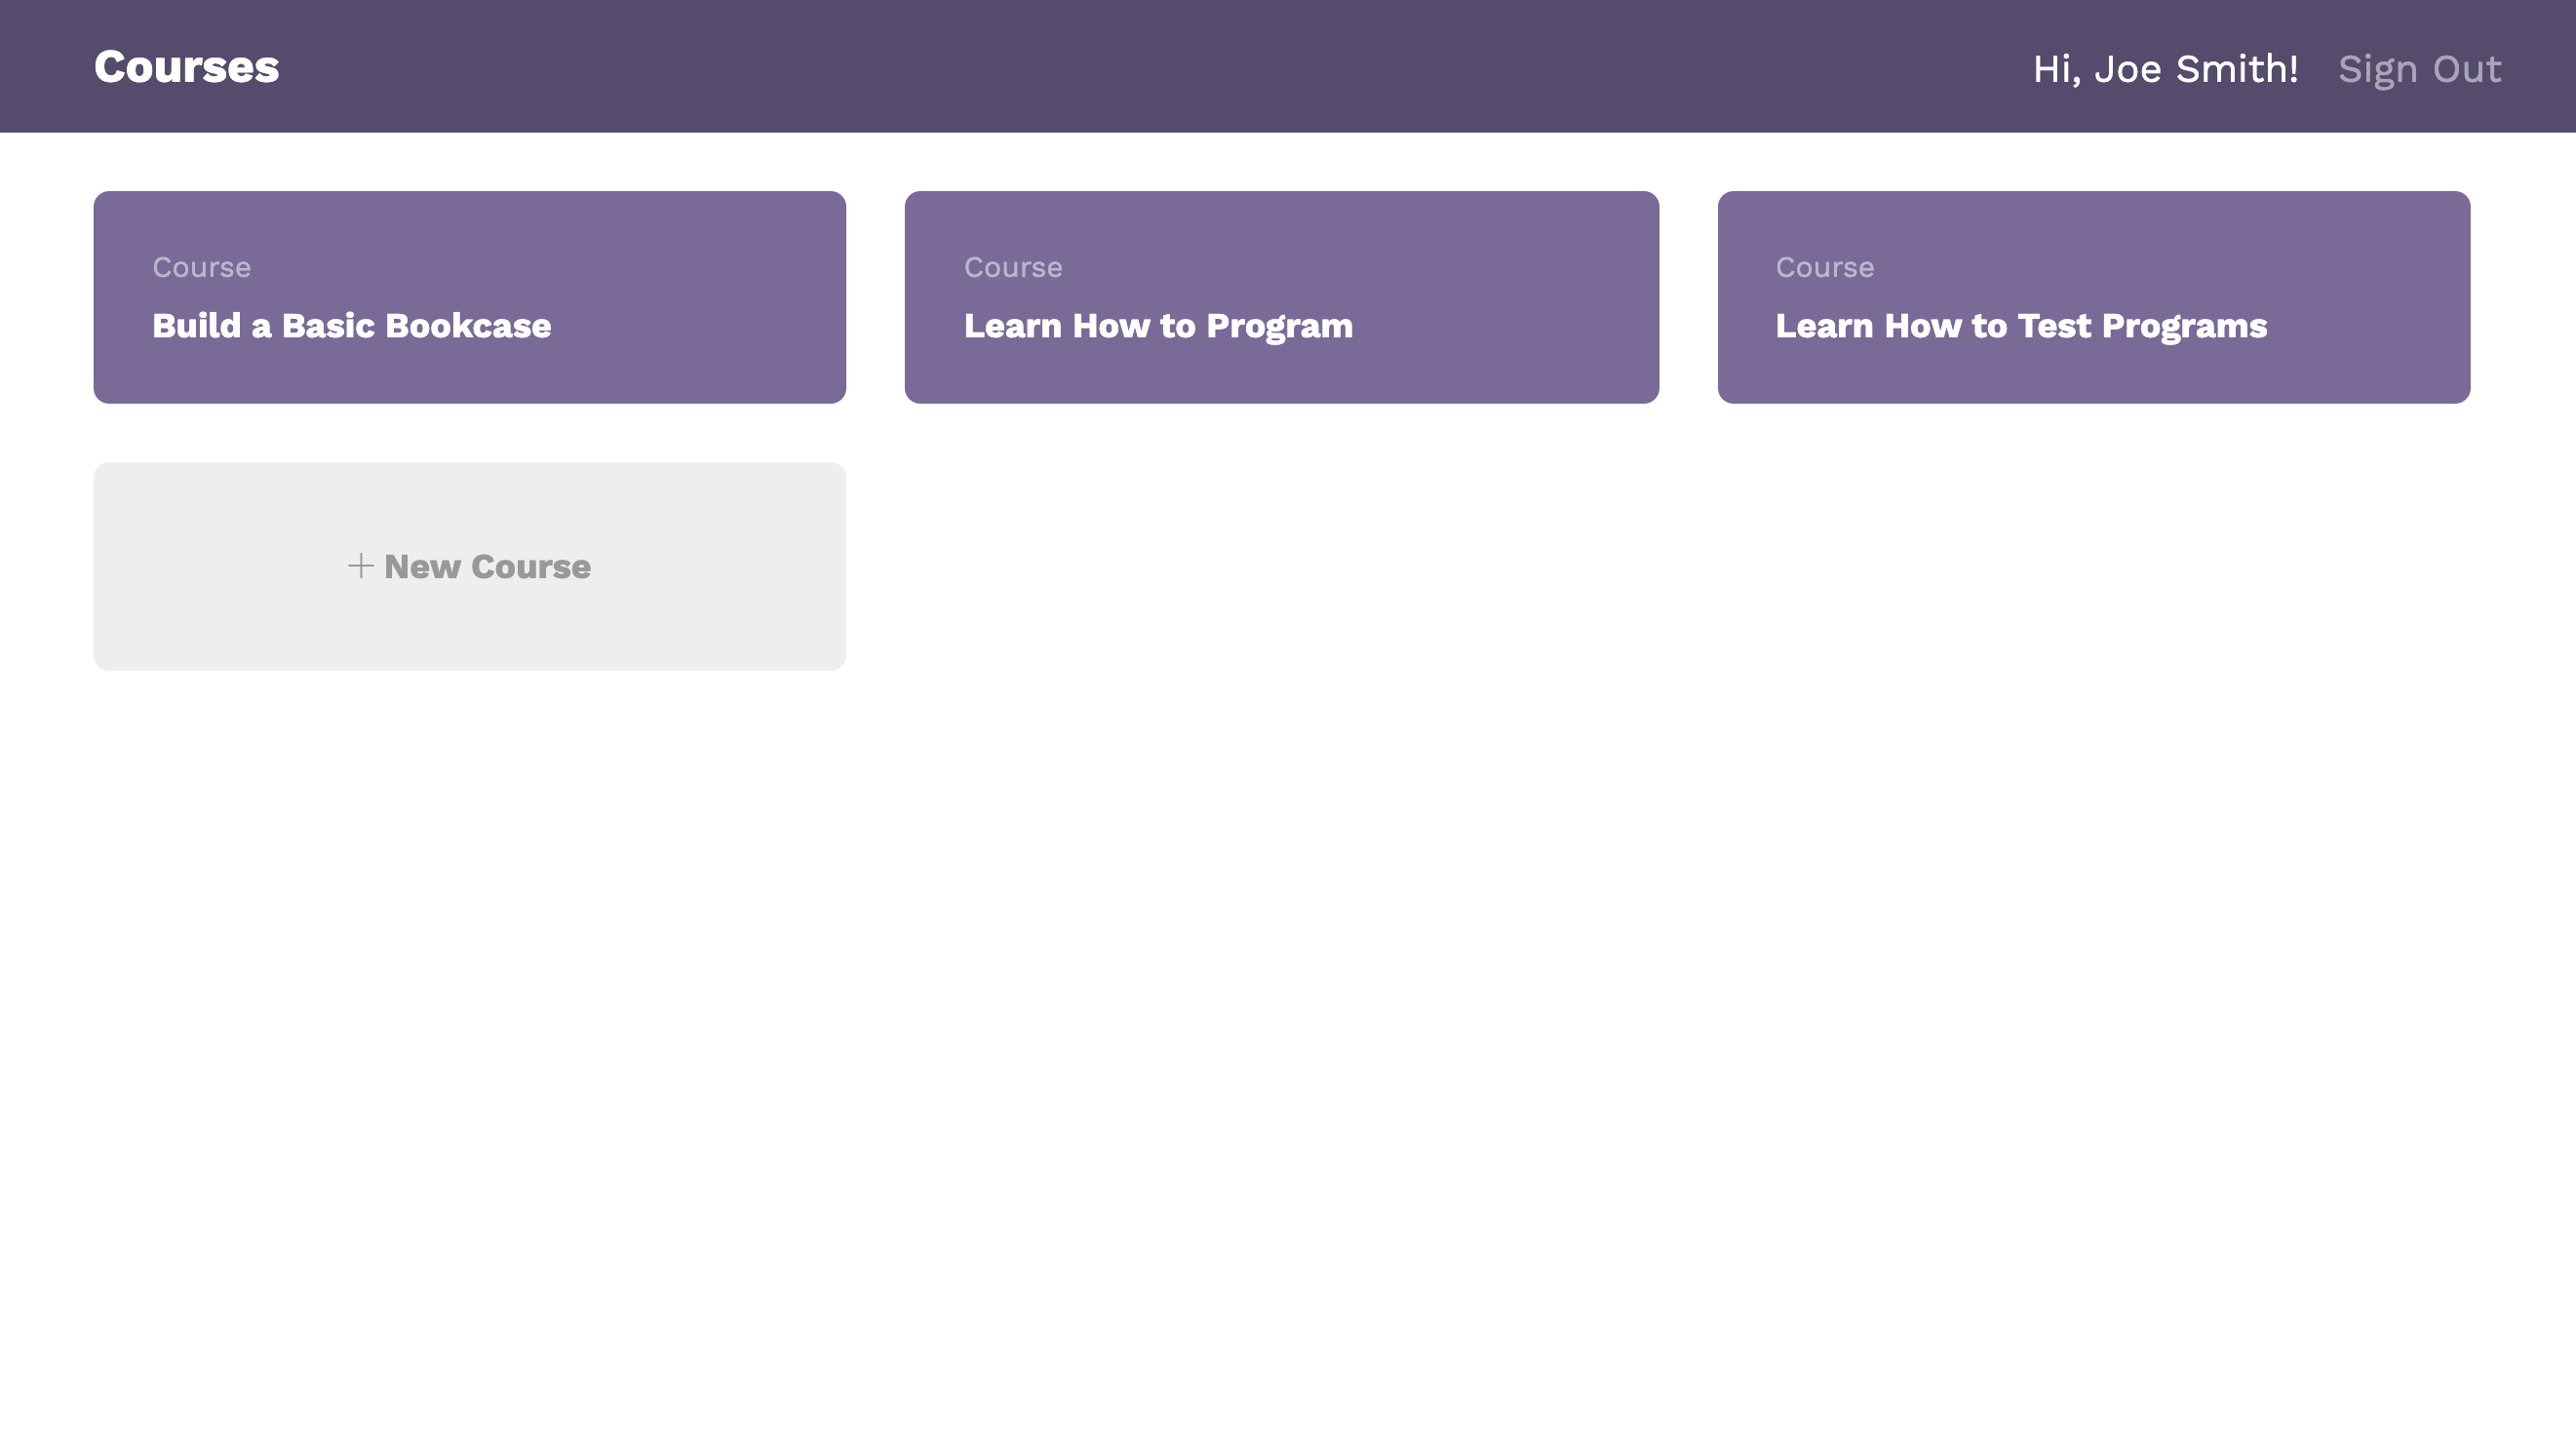 Courses
Hi, Joe Smith! Sign Out
Course
Build a Basic Bookcase
Course
Learn How to Program
Course
Learn How to Test Programs
New Course